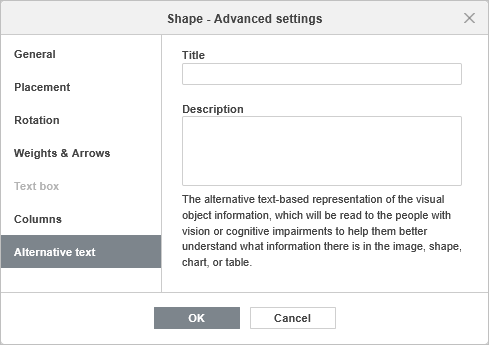 Shape - Advanced settings
General
Placement
Rotation
Weights & Arrows
Text box
Columns
Alternative text
Title
Description
The alternative text-based representation of the visual
object information, which will be read to the people with
vision or cognitive impairments to help them better
understand what information there is in the image, shape,
chart, or table.
OK
Cancel